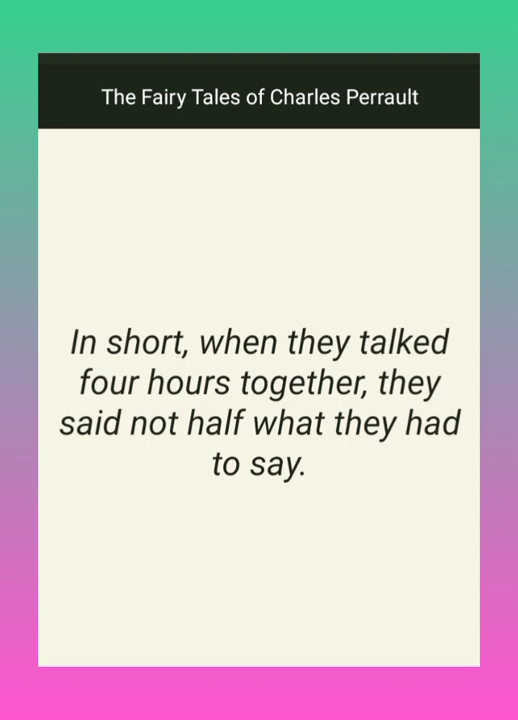 The Fairy Tales of Charles Perrault
In short, when they talked
four hours together, they
said not half what they had
to say.